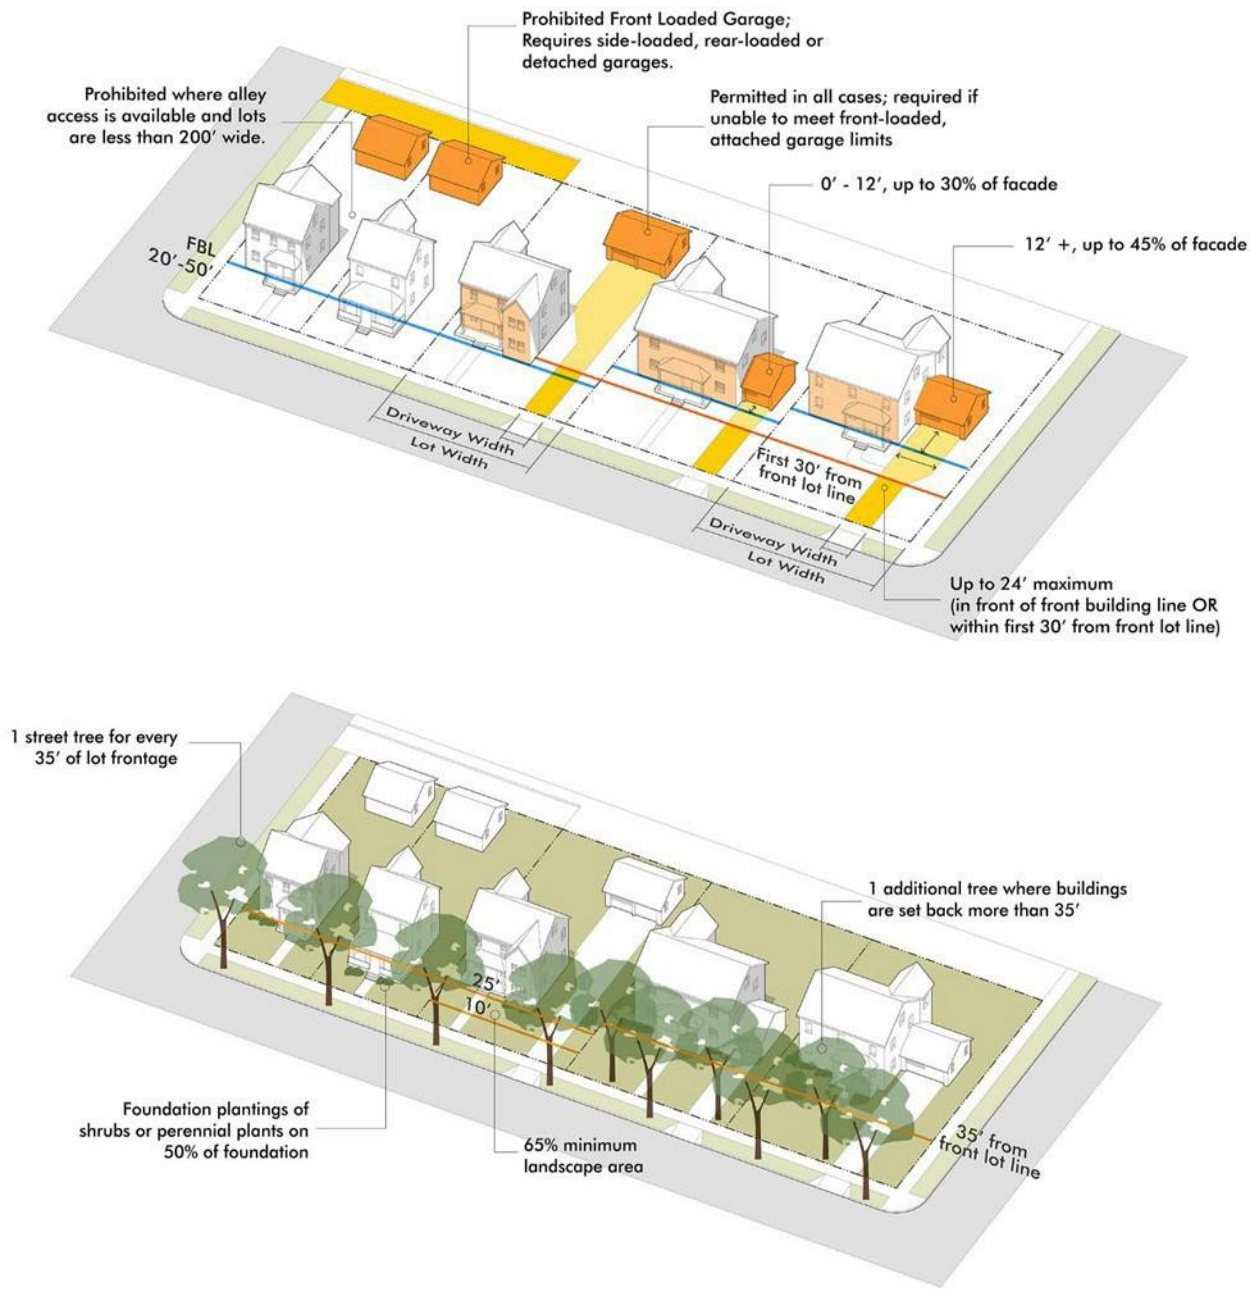 Prohibited Front Loaded Garage;
Requires side-loaded, rear-loaded or
detached garages.
Prohibited where alley
access is available and lots
are less than 200' wide.
Permitted in all cases; required if
unable to meet front-loaded,
attached garage limits
0' - 12', up to 30% of facade
12' +, up to 45% of facade
FBL
20'-50'
Driveway Width
Lot Width
First 30' from
front lot line
Driveway Width
Lot Width
Up to 24' maximum
(in front of front building line OR
within first 30' from front lot line)
1 street tree for every
35' of lot frontage
1 additional tree where buildings
are set back more than 35'
25'
10'
Foundation plantings of
shrubs or perennial plants on
50% of foundation
65% minimum
landscape area
35' from
front lot line